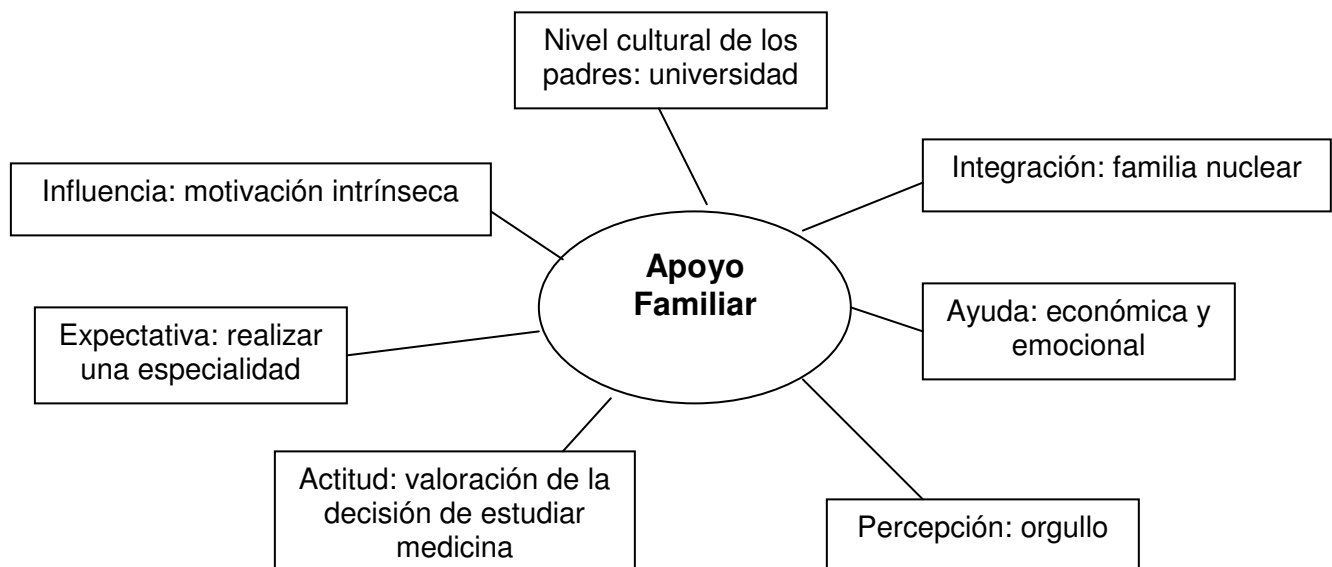 Nivel cultural de los
padres: universidad
Integración: familia nuclear
Influencia: motivación intrínseca
Apoyo
Familiar
Ayuda: económica y
emocional
Expectativa: realizar
una especialidad
Actitud: valoración de la
decisión de estudiar
medicina
Percepción: orgullo